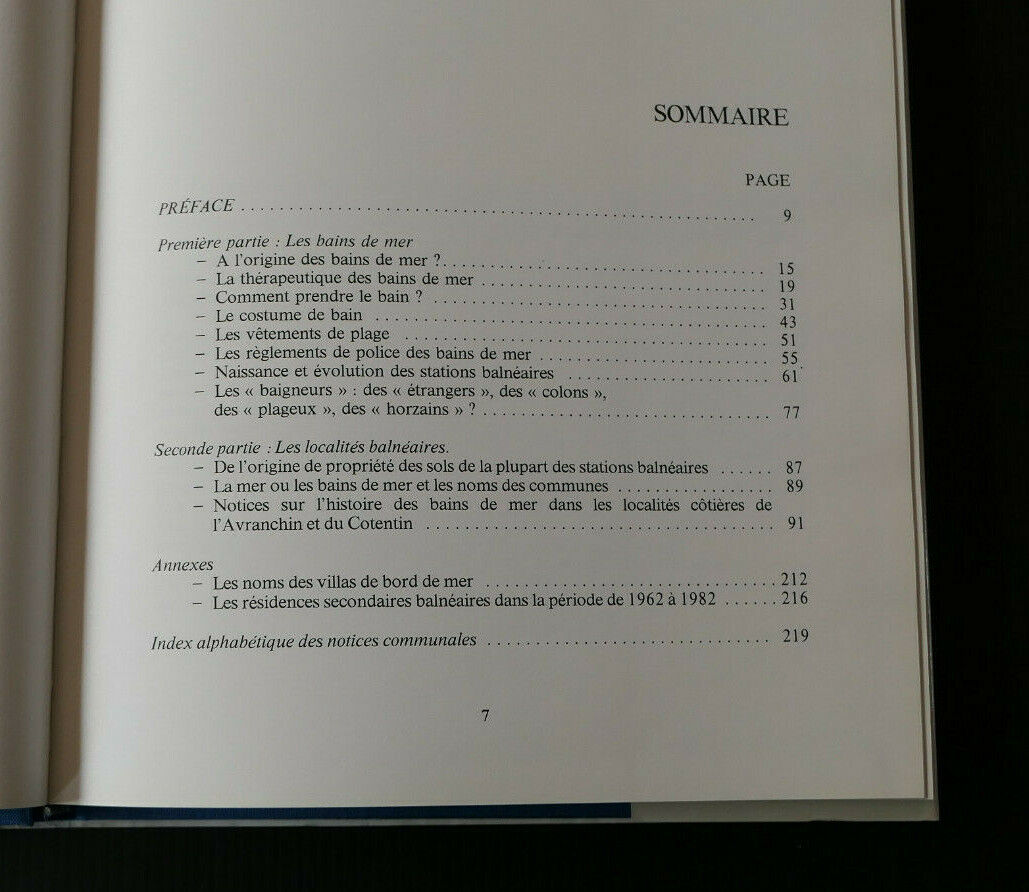 SOMMAIRE
PAGE
PRÉFACE ........................................................ 9
Première partie : Les bains de mer
– A l'origine des bains de mer ?................................... 15
– La thérapeutique des bains de mer .............................. 19
– Comment prendre le bain ? .................................... 31
– Le costume de bain .......................................... 43
– Les vêtements de plage ....................................... 51
– Les règlements de police des bains de mer ........................ 55
– Naissance et évolution des stations balnéaires ..................... 61
– Les « baigneurs » : des « étrangers », des « colons »,
des « plageux », des « horzains » ? .............................. 77
Seconde partie : Les localités balnéaires.
– De l'origine de propriété des sols de la plupart des stations balnéaires ...... 87
– La mer ou les bains de mer et les noms des communes ................. 89
– Notices sur l'histoire des bains de mer dans les localités côtières de
l'Avranchin et du Cotentin .................................... 91
Annexes
– Les noms des villas de bord de mer .............................. 212
– Les résidences secondaires balnéaires dans la période de 1962 à 1982 ...... 216
Index alphabétique des notices communales .............................. 219
7